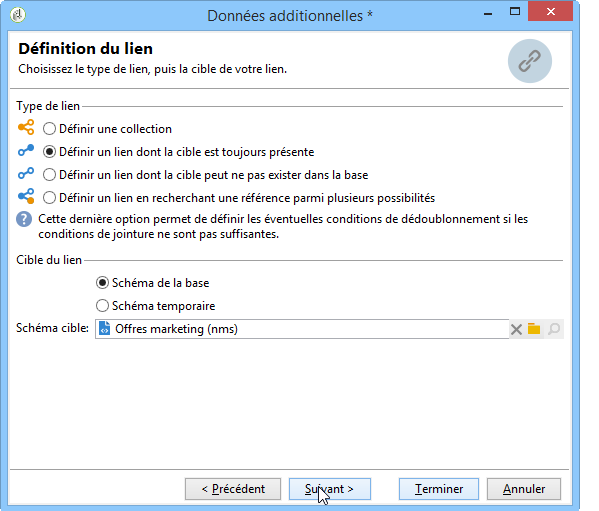 Données additionnelles *
Définition du lien
Choisissez le type de lien, puis la cible de votre lien.
Type de lien
Définir une collection
Définir un lien dont la cible est toujours présente
Définir un lien dont la cible peut ne pas exister dans la base
Définir un lien en recherchant une référence parmi plusieurs possibilités
Cette dernière option permet de définir les éventuelles conditions de dédoublonnement si les
conditions de jointure ne sont pas suffisantes.
Cible du lien
Schéma de la base
Schéma temporaire
Schéma cible: Offres marketing (nms)
< Précédent Suivant > Terminer Annuler